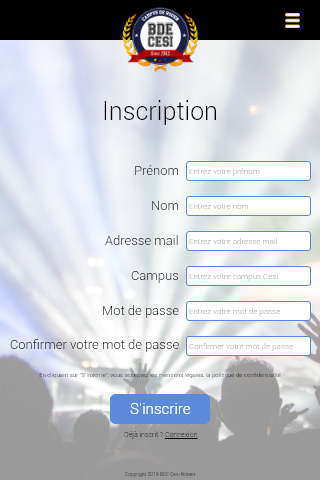 CAMPUS DE ROUEN
BDE
CESI
Inscription
Prénom
Entrez votre prénom
Nom
Entrez votre nom
Adresse mail
Entrez votre adresse mail
Campus
Entrez votre campus Cesi
Mot de passe
Entrez votre mot de passe
Confirmer votre mot de passe
Confirmer votre mot de passe
En cliquant sur "S'inscrire", vous acceptez les mentions légales, la politique de confidentialité
S'inscrire
Déjà inscrit ? Connexion
Copyright 2019 BDE Cesi Rouen